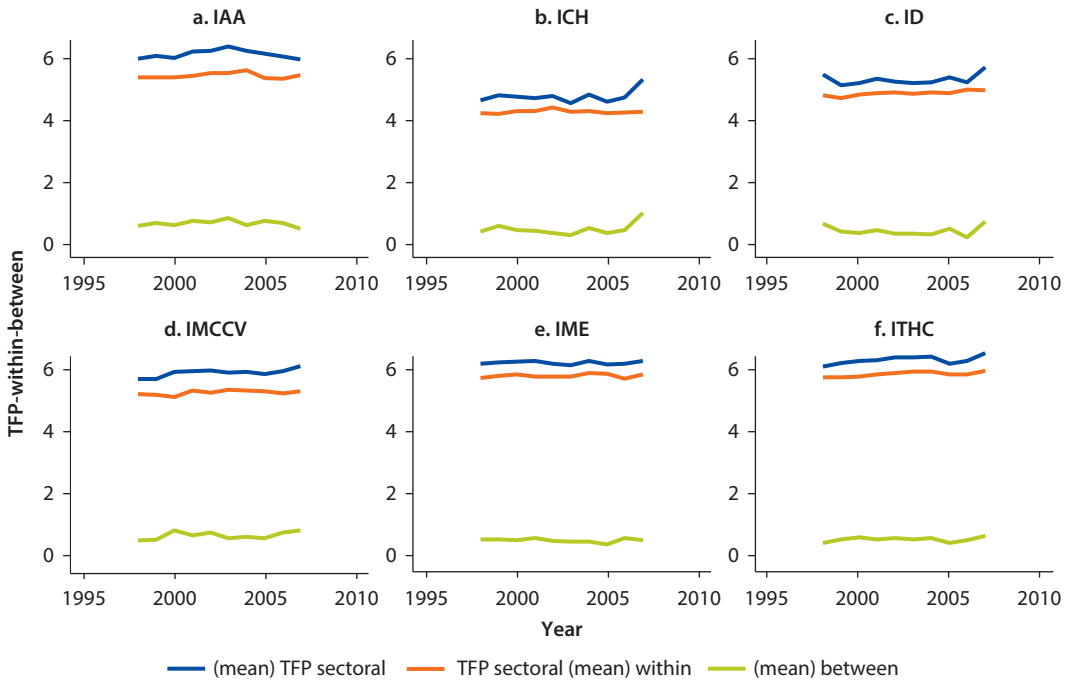 a. IAA
b. ICH
c. ID
6
4
2
0
1995 2000 2005 2010
6
4
2
0
1995 2000 2005 2010
6
4
2
0
1995 2000 2005 2010
TFP-within-between
d. IMCCV
e. IME
f. ITHC
6
4
2
0
1995 2000 2005 2010
6
4
2
0
1995 2000 2005 2010
6
4
2
0
1995 2000 2005 2010
Year
(mean) TFP sectoral
TFP sectoral (mean) within
(mean) between